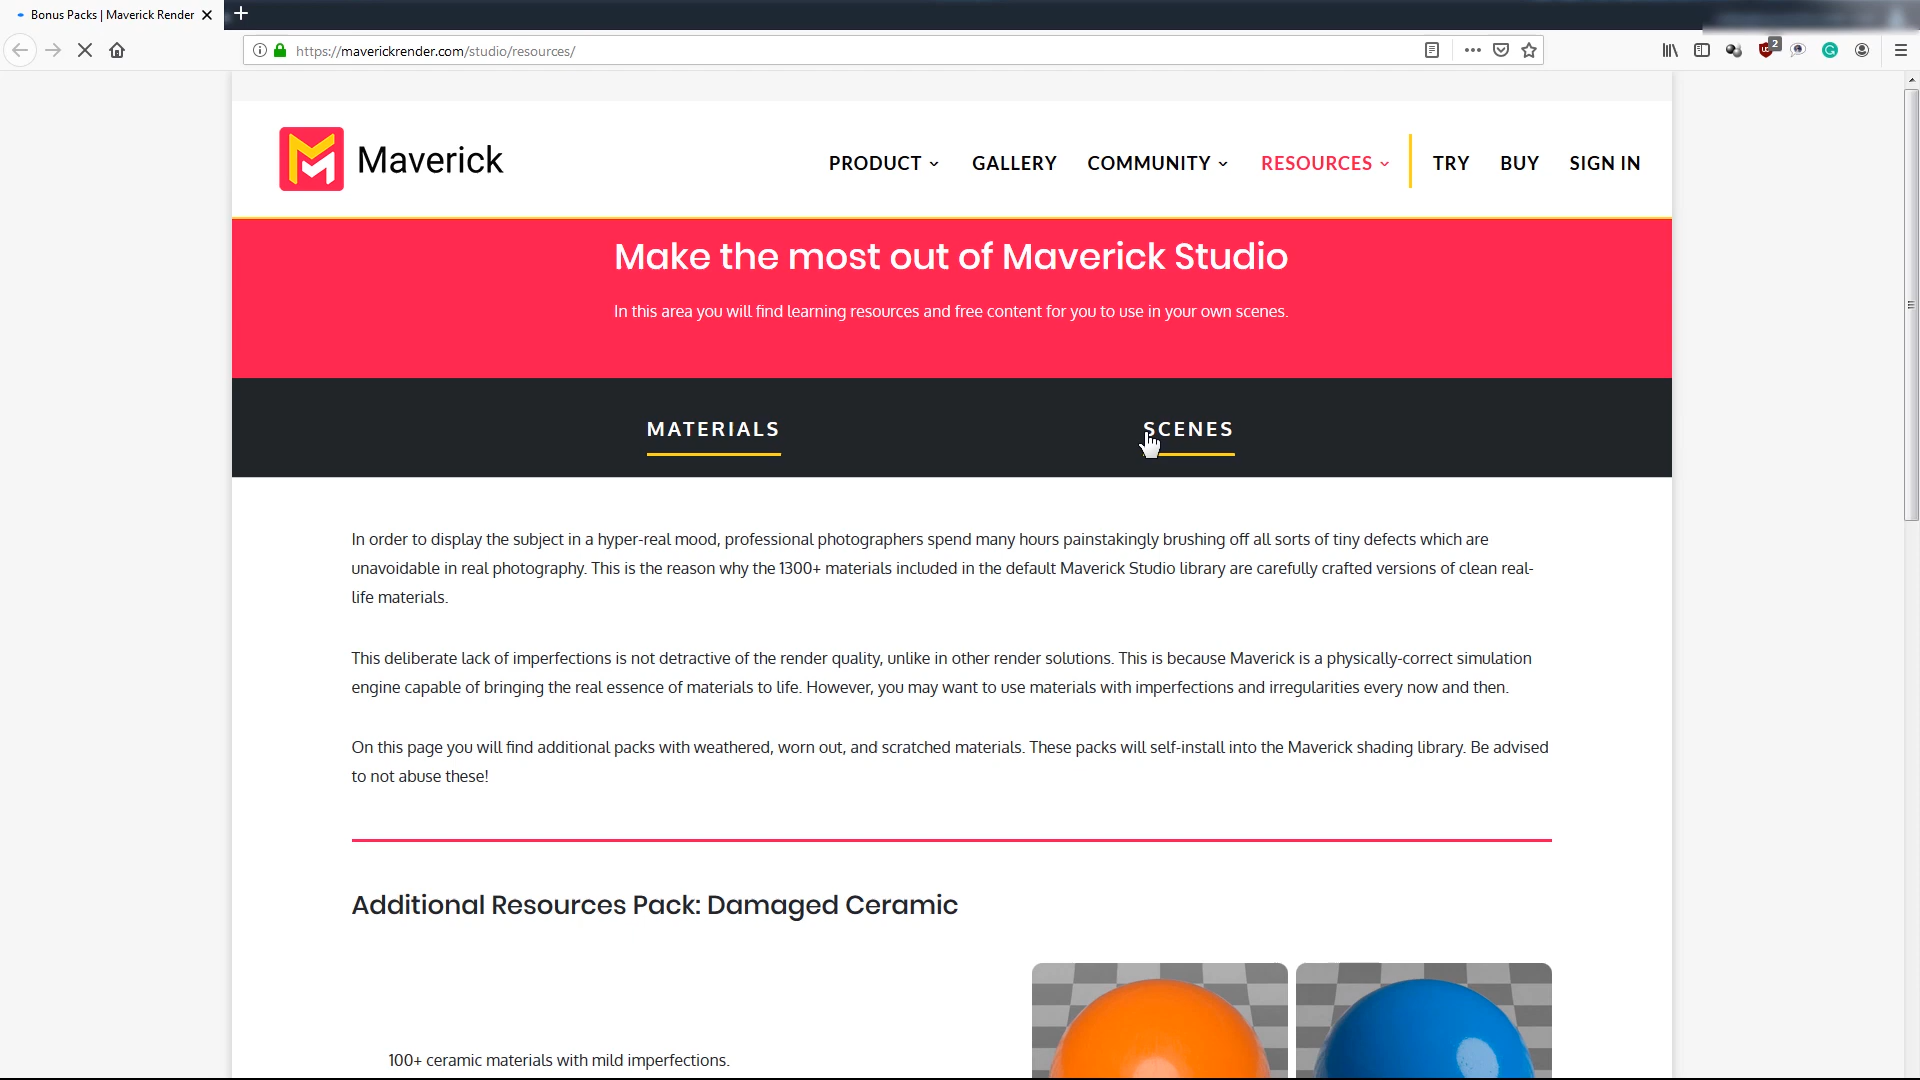 Bonus Packs | Maverick Render
https://maverickrender.com/studio/resources/
2
Maverick
PRODUCT GALLERY COMMUNITY RESOURCES TRY BUY SIGN IN
Make the most out of Maverick Studio
In this area you will find learning resources and free content for you to use in your own scenes.
MATERIALS SCENES
In order to display the subject in a hyper-real mood, professional photographers spend many hours painstakingly brushing off all sorts of tiny defects which are
unavoidable in real photography. This is the reason why the 1300+ materials included in the default Maverick Studio library are carefully crafted versions of clean real-
life materials.
This deliberate lack of imperfections is not detractive of the render quality, unlike in other render solutions. This is because Maverick is a physically-correct simulation
engine capable of bringing the real essence of materials to life. However, you may want to use materials with imperfections and irregularities every now and then.
On this page you will find additional packs with weathered, worn out, and scratched materials. These packs will self-install into the Maverick shading library. Be advised
to not abuse these!
Additional Resources Pack: Damaged Ceramic
100+ ceramic materials with mild imperfections.